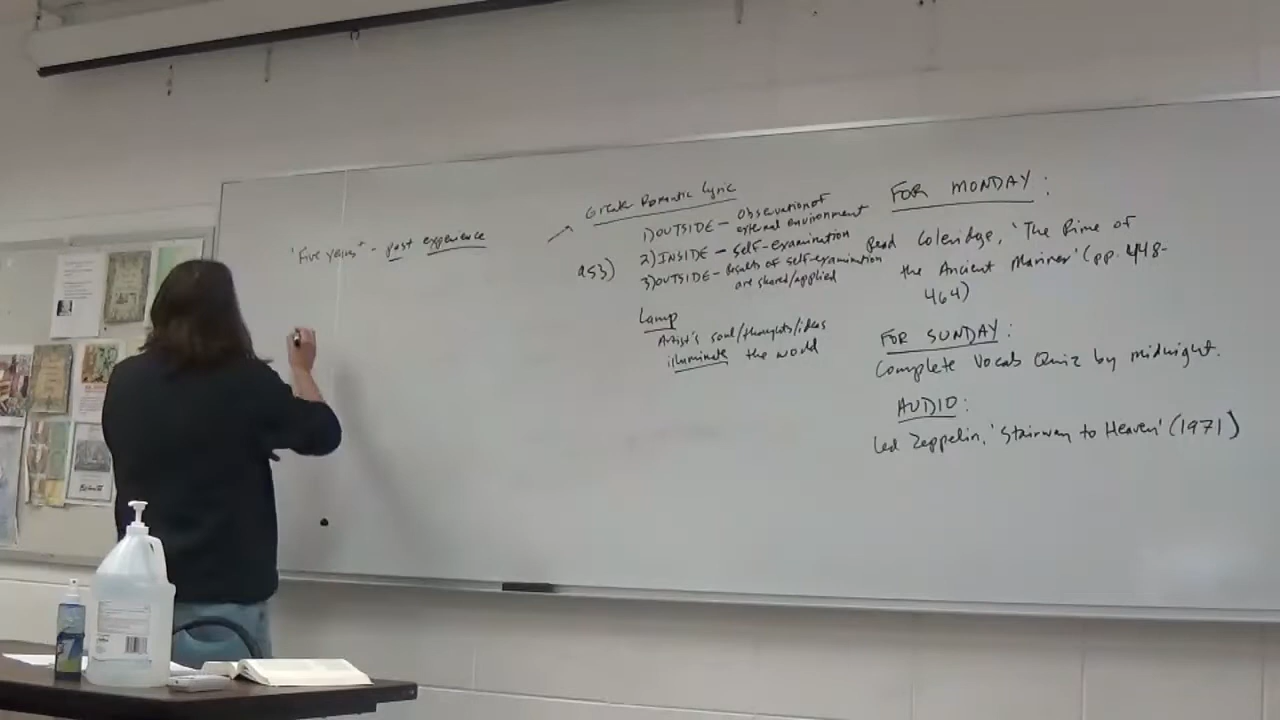 'Five years' - past experience
Greater Romantic Lyric
1) OUTSIDE - Observation of
external environment
2) INSIDE - self-examination
3) OUTSIDE - Results of self-examination
are shared/applied
Lamp
Artist's soul/thoughts/ideas
illuminate the world
FOR MONDAY:
Read Coleridge, 'The Rime of
the Ancient Mariner' (pp. 448-
464)
FOR SUNDAY:
Complete Vocab Quiz by midnight.
AUDIO:
Led Zeppelin, 'Stairway to Heaven' (1971)